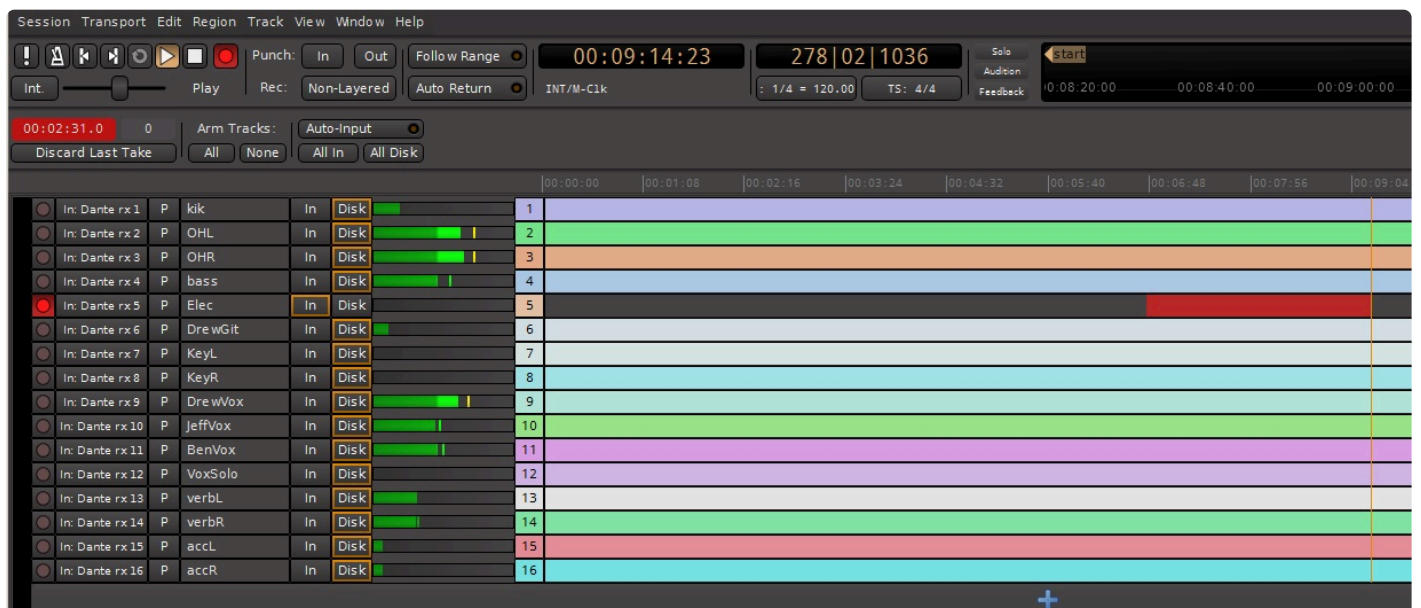 Session Transport Edit Region Track View Window Help
Punch: In Out Follow Range 00:09:14:23 278|02|1036 Solo start
Audition
Int. Play Rec: Non-Layered Auto Return INT/M-Clk : 1/4 = 120.00 TS: 4/4 Feedback 0:08:20:00 00:08:40:00 00:09:00:00
00:02:31.0 0 Arm Tracks: Auto-Input
Discard Last Take All None All In All Disk
00:00:00 00:01:08 00:02:16 00:03:24 00:04:32 00:05:40 00:06:48 00:07:56 00:09:04
In: Dante rx 1 P kik In Disk 1
In: Dante rx 2 P OHL In Disk 2
In: Dante rx 3 P OHR In Disk 3
In: Dante rx 4 P bass In Disk 4
In: Dante rx 5 P Elec In Disk 5
In: Dante rx 6 P DrewGit In Disk 6
In: Dante rx 7 P KeyL In Disk 7
In: Dante rx 8 P KeyR In Disk 8
In: Dante rx 9 P DrewVox In Disk 9
In: Dante rx 10 P JeffVox In Disk 10
In: Dante rx 11 P BenVox In Disk 11
In: Dante rx 12 P VoxSolo In Disk 12
In: Dante rx 13 P verbL In Disk 13
In: Dante rx 14 P verbR In Disk 14
In: Dante rx 15 P accL In Disk 15
In: Dante rx 16 P accR In Disk 16